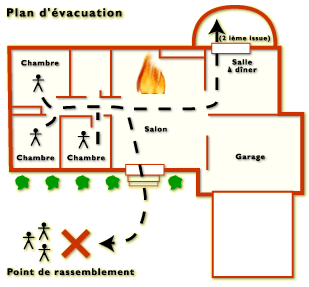 Plan d'évacuation
(2 ième issue)
Chambre
Salle
à dîner
Salon
Chambre
Chambre
Garage
Point de rassemblement